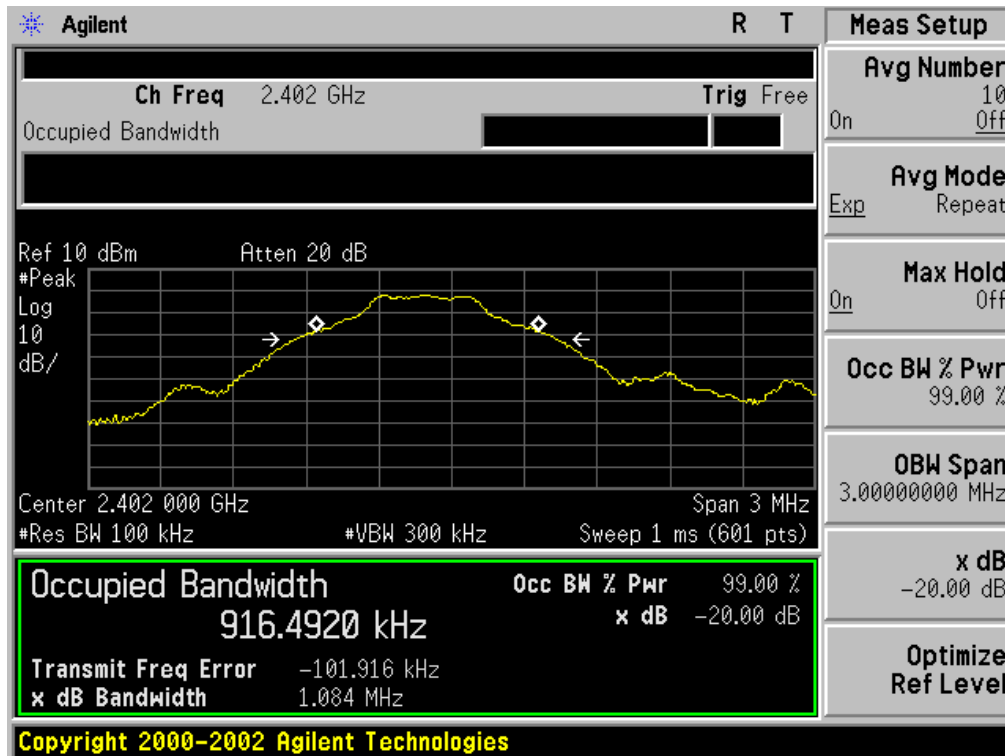 Agilent R T
Ch Freq 2.402 GHz Trig Free
Occupied Bandwidth
Ref 10 dBm Atten 20 dB
#Peak
Log
10
dB/
Center 2.402 000 GHz Span 3 MHz
#Res BW 100 kHz #VBW 300 kHz Sweep 1 ms (601 pts)
Occupied Bandwidth Occ BW % Pwr 99.00 %
916.4920 kHz x dB -20.00 dB
Transmit Freq Error -101.916 kHz
x dB Bandwidth 1.084 MHz
Copyright 2000-2002 Agilent Technologies
Meas Setup
Avg Number
10
On Off
Avg Mode
Exp Repeat
Max Hold
On Off
Occ BW % Pwr
99.00 %
OBW Span
3.00000000 MHz
x dB
-20.00 dB
Optimize
Ref Level